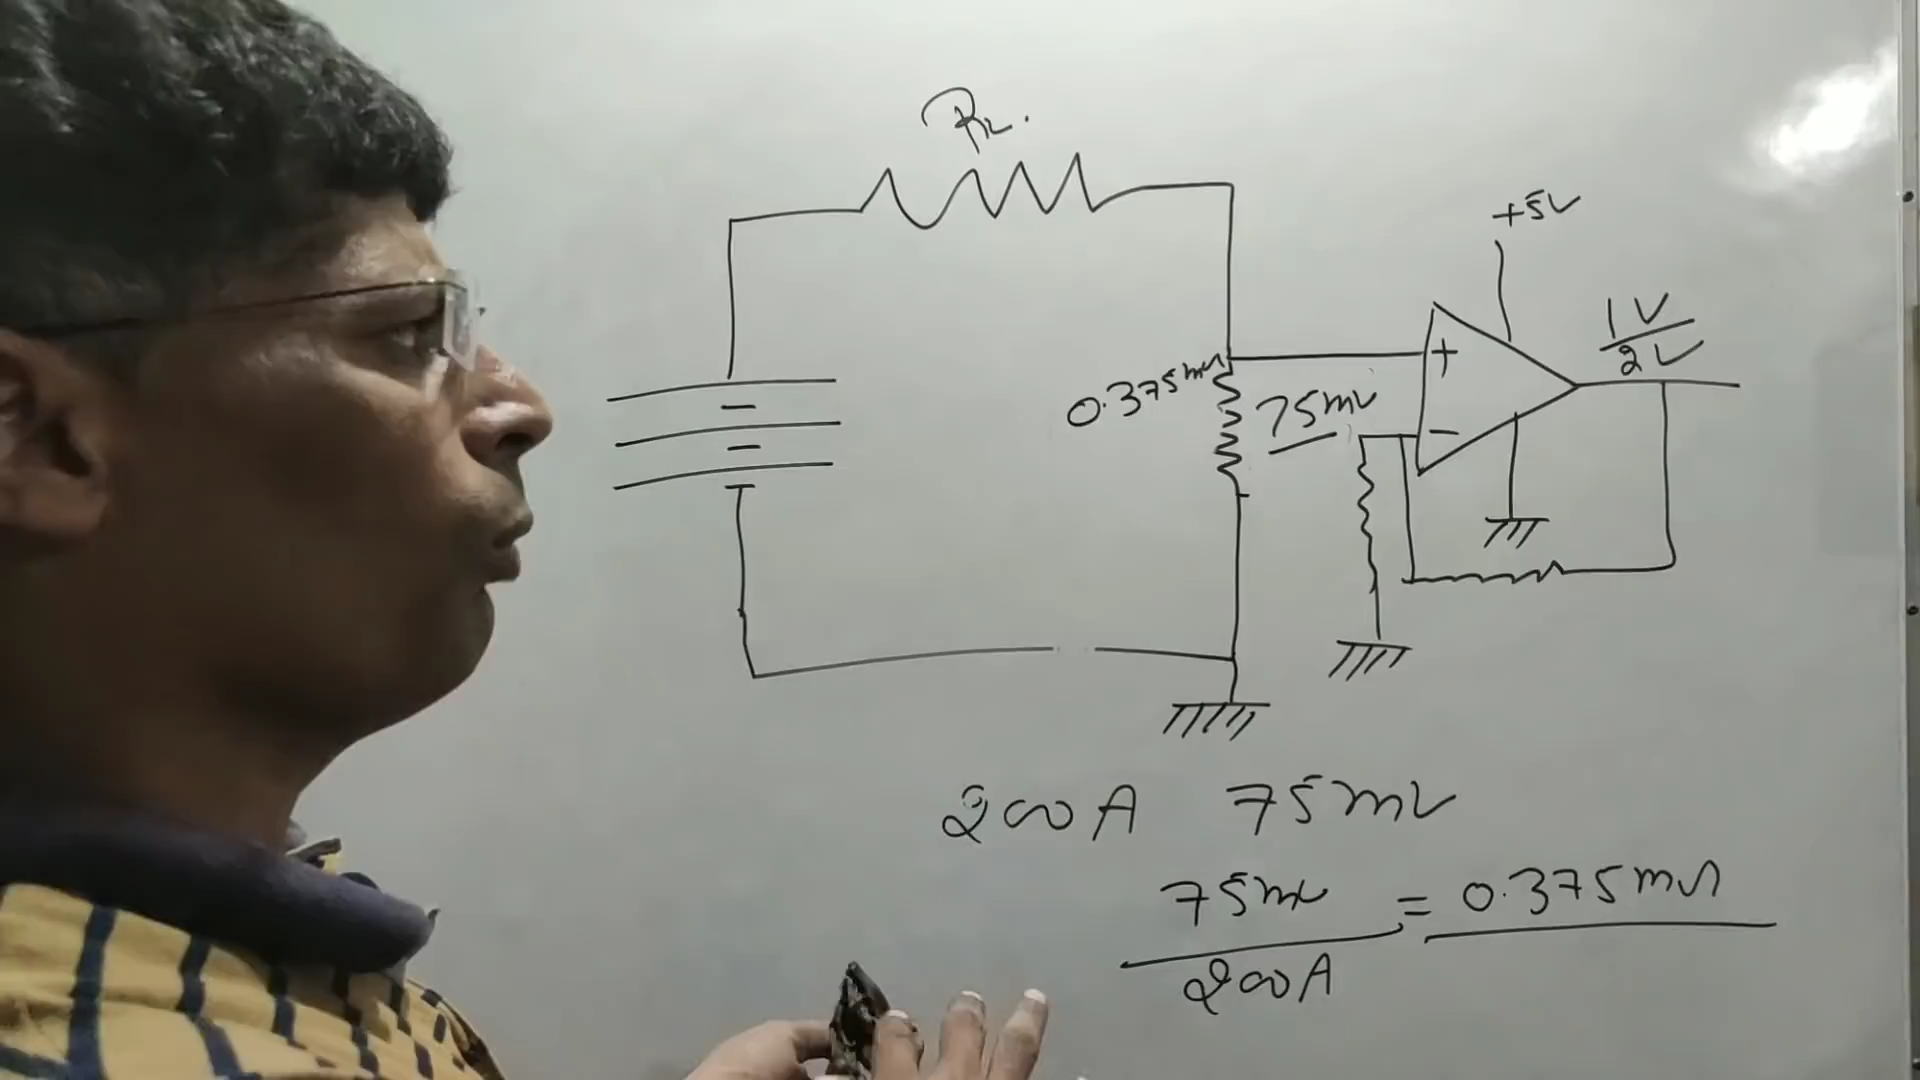 RL.
+5V
1V
2V
+
0.375mΩ
75mV
-
200A 75mV
75mV = 0.375mΩ
200A